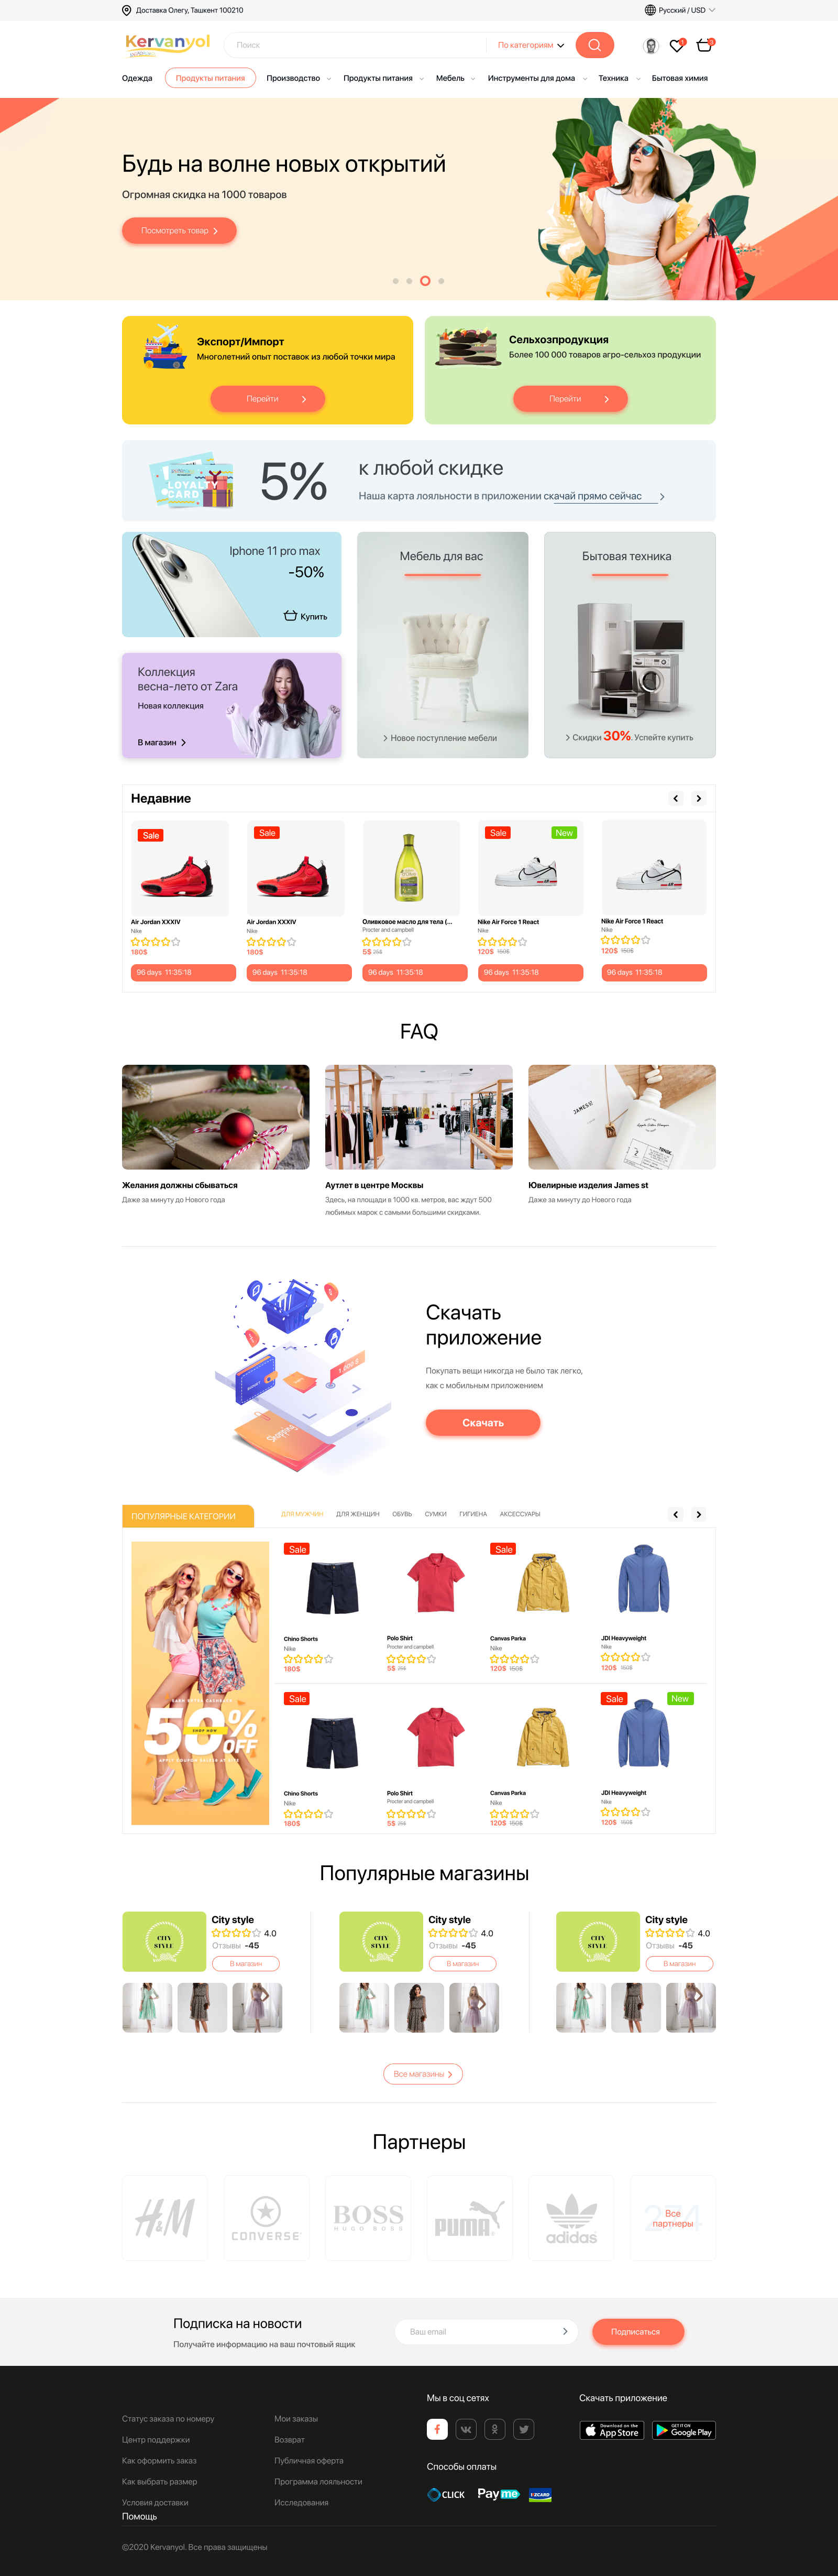 Доставка Олегу, Ташкент 100210
Русский / USD
Kervanyol
Поиск
По категориям
1
3
Одежда
Продукты питания
Производство
Продукты питания
Мебель
Инструменты для дома
Техника
Бытовая химия
Будь на волне новых открытий
Огромная скидка на 1000 товаров
Посмотреть товар
Экспорт/Импорт
Многолетний опыт поставок из любой точки мира
Перейти
Сельхозпродукция
Более 100 000 товаров агро-сельхоз продукции
Перейти
LOYALTY
CARD
5%
к любой скидке
Наша карта лояльности в приложении скачай прямо сейчас
Iphone 11 pro max
-50%
Купить
Мебель для вас
Новое поступление мебели
Бытовая техника
Скидки 30%. Успейте купить
Коллекция
весна-лето от Zara
Новая коллекция
В магазин
Недавние
Sale
Sale
Sale
New
Air Jordan XXXIV
Nike
180$
96 days 11:35:18
Air Jordan XXXIV
Nike
180$
96 days 11:35:18
Оливковое масло для тела (...
Procter and campbell
5$ 25$
96 days 11:35:18
Nike Air Force 1 React
Nike
120$ 150$
96 days 11:35:18
Nike Air Force 1 React
Nike
120$ 150$
96 days 11:35:18
FAQ
JAMES ST
Желания должны сбываться
Даже за минуту до Нового года
Аутлет в центре Москвы
Здесь, на площади в 1000 кв. метров, вас ждут 500
любимых марок с самыми большими скидками.
Ювелирные изделия James st
Даже за минуту до Нового года
Shopping
Скачать
приложение
Покупать вещи никогда не было так легко,
как с мобильным приложением
Скачать
ПОПУЛЯРНЫЕ КАТЕГОРИИ
ДЛЯ МУЖЧИН
ДЛЯ ЖЕНЩИН
ОБУВЬ
СУМКИ
ГИГИЕНА
АКСЕССУАРЫ
50%
OFF
SHOP NOW
Sale
Sale
Chino Shorts
Nike
180$
Polo Shirt
Procter and campbell
5$ 25$
Canvas Parka
Nike
120$ 150$
JDI Heavyweight
Nike
120$ 150$
Sale
Sale
New
Chino Shorts
Nike
180$
Polo Shirt
Procter and campbell
5$ 25$
Canvas Parka
Nike
120$ 150$
JDI Heavyweight
Nike
120$ 150$
Популярные магазины
CITY
STYLE
City style
4.0
Отзывы -45
В магазин
CITY
STYLE
City style
4.0
Отзывы -45
В магазин
CITY
STYLE
City style
4.0
Отзывы -45
В магазин
Все магазины
Партнеры
H&M
CONVERSE
BOSS
HUGO BOSS
PUMA
adidas
274
Все
партнеры
Подписка на новости
Получайте информацию на ваш почтовый ящик
Ваш email
Подписаться
Мы в соц сетях
Скачать приложение
Статус заказа по номеру
Мои заказы
Центр поддержки
Возврат
Как оформить заказ
Публичная оферта
Как выбрать размер
Программа лояльности
Условия доставки
Исследования
Помощь
Download on the
App Store
GET IT ON
Google Play
Способы оплаты
CLICK
Payme
UZCARD
©2020 Kervanyol. Все права защищены